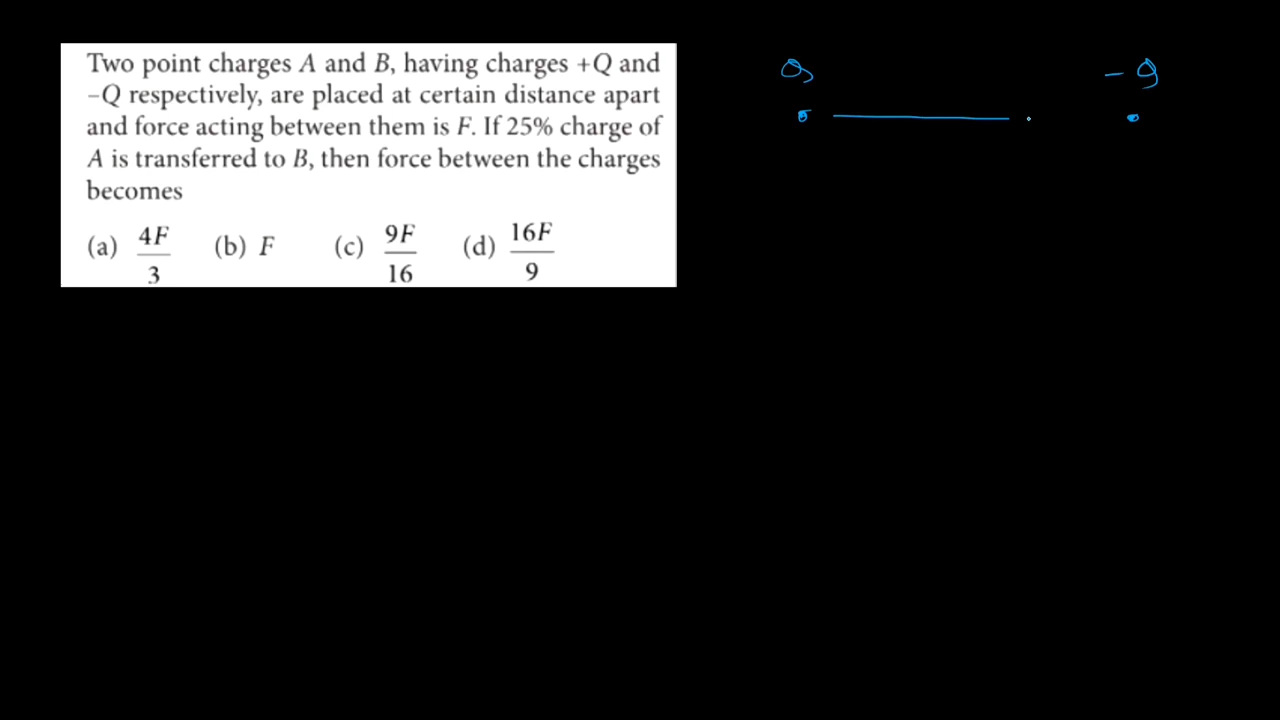 Two point charges A and B, having charges +Q and
–Q respectively, are placed at certain distance apart
and force acting between them is F. If 25% charge of
A is transferred to B, then force between the charges
becomes
(a) 4F/3 (b) F (c) 9F/16 (d) 16F/9
Q - Q